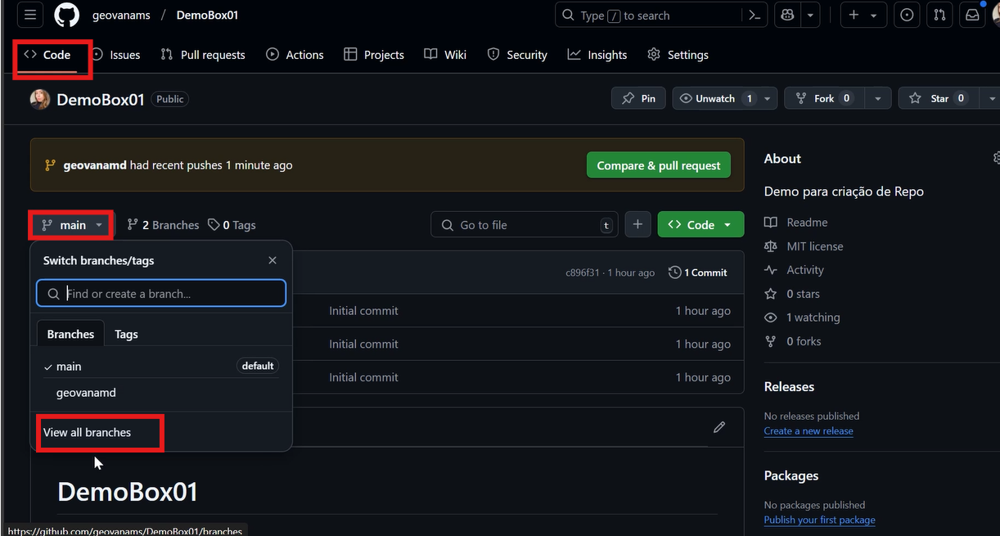 geovanams / DemoBox01
Type / to search
Code Issues Pull requests Actions Projects Wiki Security Insights Settings
DemoBox01 Public
Pin Unwatch 1 Fork 0 Star 0
geovanamd had recent pushes 1 minute ago
Compare & pull request
main 2 Branches 0 Tags
Go to file t
+ Code
Switch branches/tags
Find or create a branch...
Branches Tags
main default
geovanamd
View all branches
c896f31 · 1 hour ago 1 Commit
Initial commit 1 hour ago
Initial commit 1 hour ago
Initial commit 1 hour ago
DemoBox01
About
Demo para criação de Repo
Readme
MIT license
Activity
0 stars
1 watching
0 forks
Releases
No releases published
Create a new release
Packages
No packages published
Publish your first package
https://github.com/geovanams/DemoBox01/branches